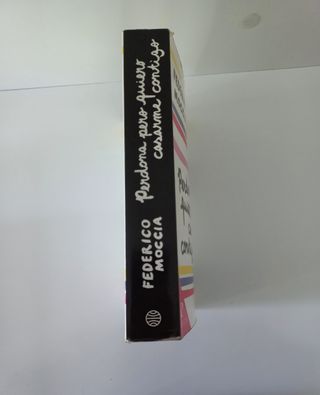 FEDERICO
MOCCIA
Perdona pero quiero
casarme contigo